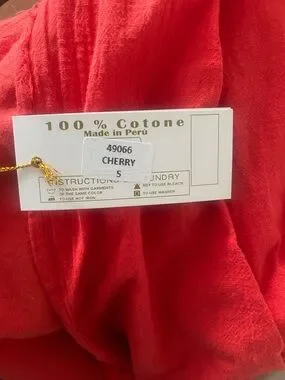 100% Cotone
Made in Perù
49066
CHERRY
S
INSTRUCTIONS UNDRY
TO WASH WITH GARMENTS
OF THE SAME COLOR
TO USE HOT IRON
NOT TO USE BLEACH
TO USE WASHER